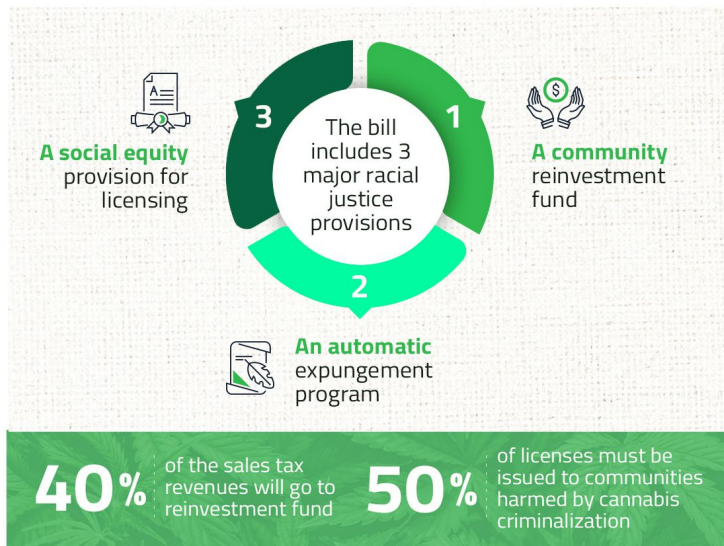 The bill
includes 3
major racial
justice
provisions
1
A community
reinvestment
fund
2
An automatic
expungement
program
3
A social equity
provision for
licensing
A
$
40%
of the sales tax
revenues will go to
reinvestment fund
50%
of licenses must be
issued to communities
harmed by cannabis
criminalization